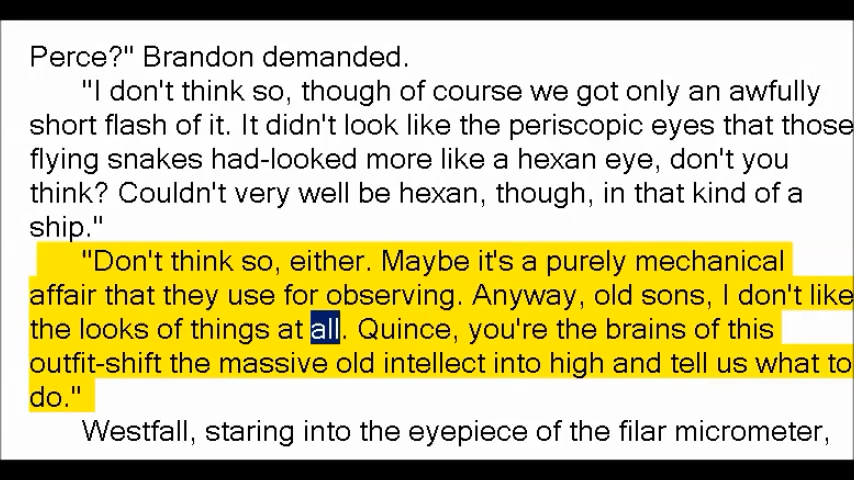 Perce?" Brandon demanded.
"I don't think so, though of course we got only an awfully
short flash of it. It didn't look like the periscopic eyes that those
flying snakes had-looked more like a hexan eye, don't you
think? Couldn't very well be hexan, though, in that kind of a
ship."
"Don't think so, either. Maybe it's a purely mechanical
affair that they use for observing. Anyway, old sons, I don't like
the looks of things at all. Quince, you're the brains of this
outfit-shift the massive old intellect into high and tell us what to
do."
Westfall, staring into the eyepiece of the filar micrometer,